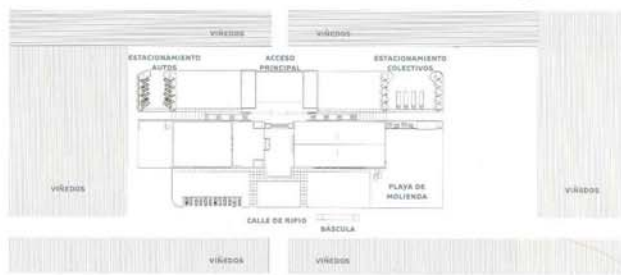 VIÑEDOS
VIÑEDOS
ESTACIONAMIENTO
AUTOS
ACCESO
PRINCIPAL
ESTACIONAMIENTO
COLECTIVOS
VIÑEDOS
PLAYA DE
MOLIENDA
VIÑEDOS
CALLE DE RIPIO
BÁSCULA
VIÑEDOS
VIÑEDOS